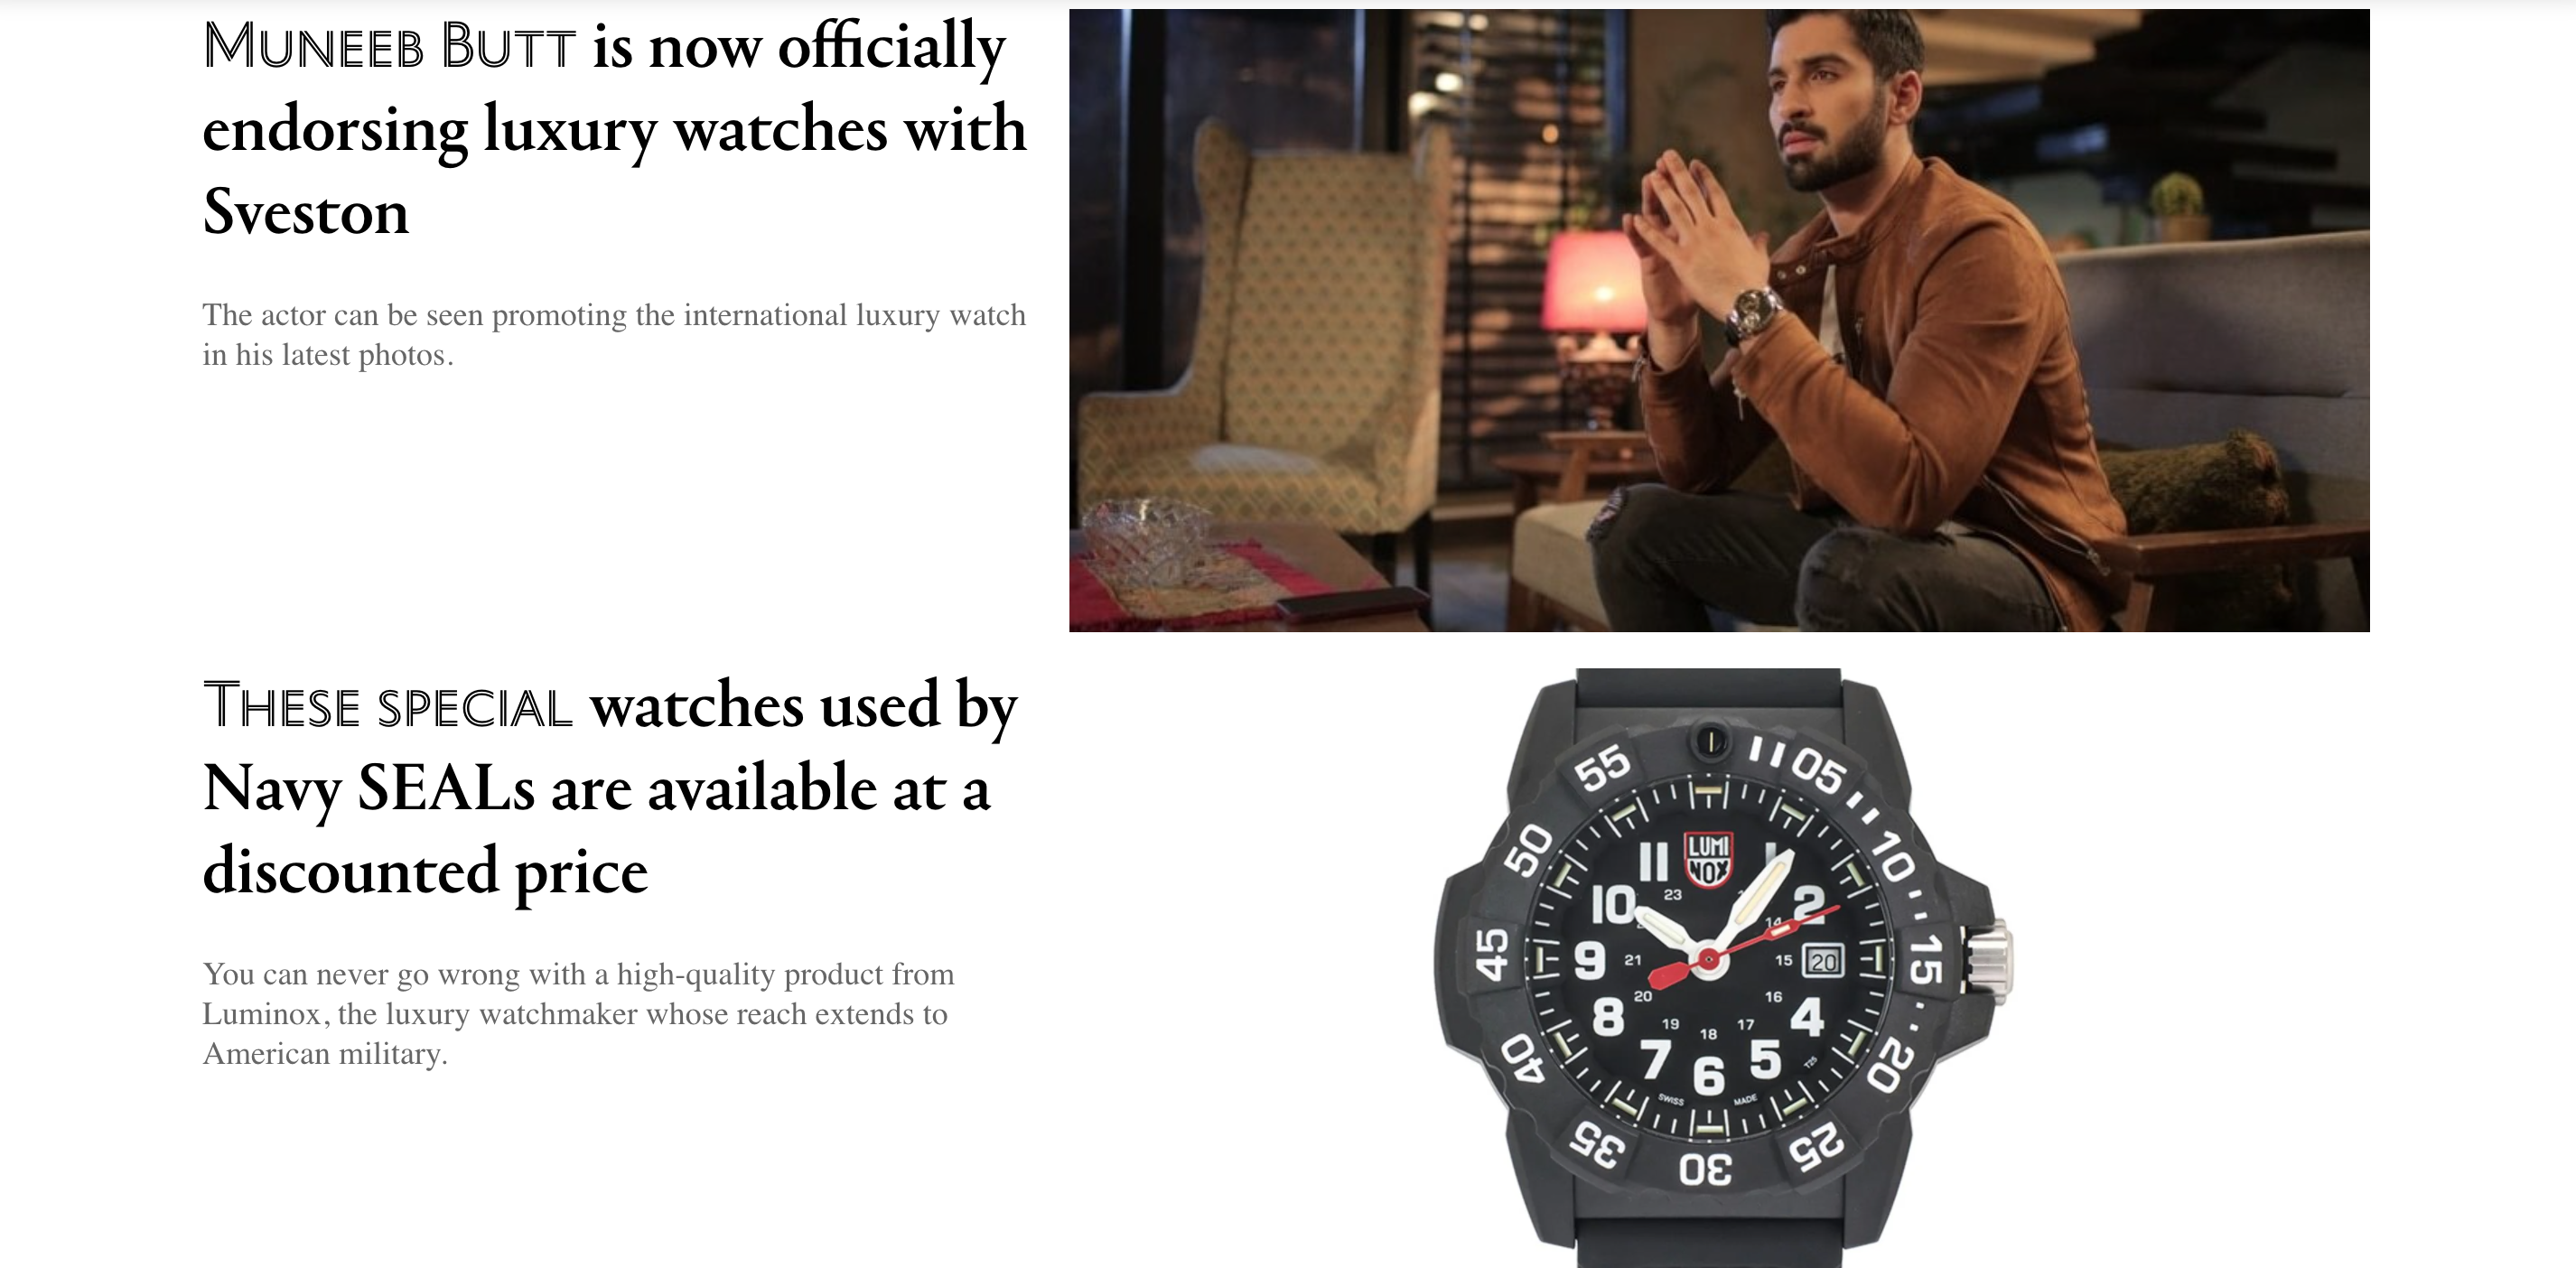 MUNEEB BUTT is now officially
endorsing luxury watches with
Sveston
The actor can be seen promoting the international luxury watch
in his latest photos.
THESE SPECIAL watches used by
Navy SEALs are available at a
discounted price
You can never go wrong with a high-quality product from
Luminox, the luxury watchmaker whose reach extends to
American military.
55
05
50
10
45
15
40
20
35
25
30
LUMI
NOX
11
10
2
9
8
4
7
5
6
23
14
21
15
20
20
16
19
18
17
T25
SWISS
MADE